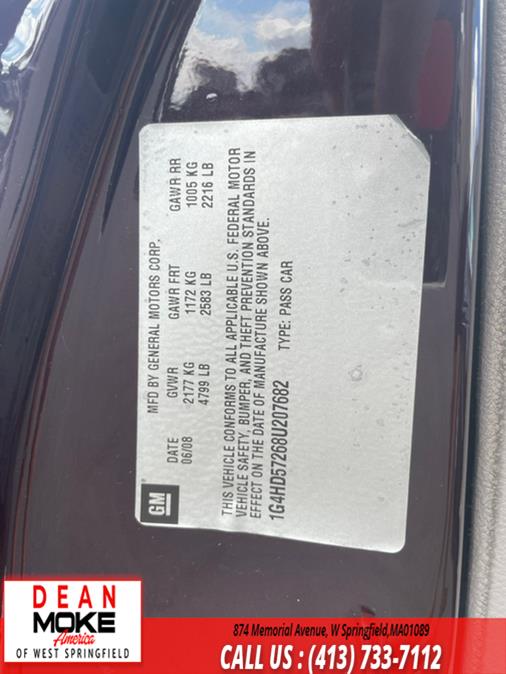 MFD BY GENERAL MOTORS CORP.
DATE GVWR GAWR FRT GAWR RR
06/08 2177 KG 1172 KG 1005 KG
4799 LB 2583 LB 2216 LB
THIS VEHICLE CONFORMS TO ALL APPLICABLE U.S. FEDERAL MOTOR
VEHICLE SAFETY, BUMPER, AND THEFT PREVENTION STANDARDS IN
EFFECT ON THE DATE OF MANUFACTURE SHOWN ABOVE.
1G4HD57268U207682 TYPE: PASS CAR
GM
DEAN
MOKE
America
OF WEST SPRINGFIELD
874 Memorial Avenue, W Springfield,MA01089
CALL US : (413) 733-7112